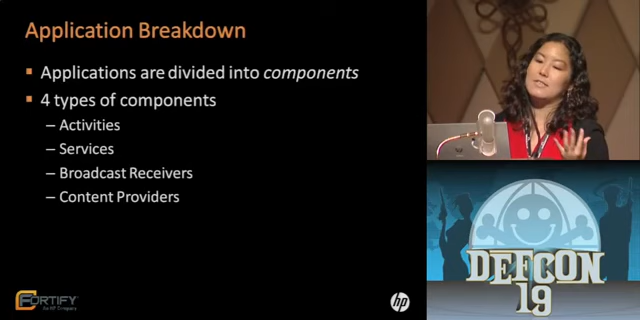 Application Breakdown
Applications are divided into components
4 types of components
– Activities
– Services
– Broadcast Receivers
– Content Providers
FORTIFY
An HP Company
hp
DEFCON
19